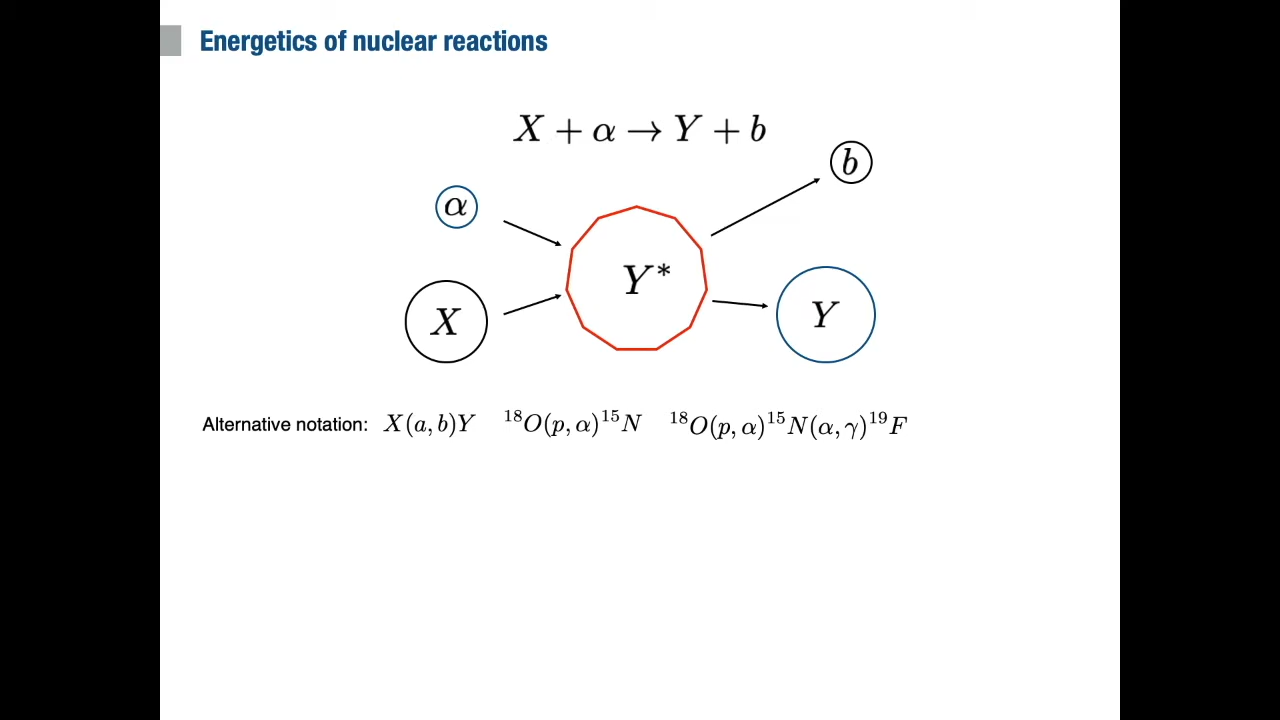 Energetics of nuclear reactions
X + α → Y + b
b
α
Y*
X
Y
Alternative notation: X(a, b)Y ¹⁸O(p, α)¹⁵N ¹⁸O(p, α)¹⁵N(α, γ)¹⁹F